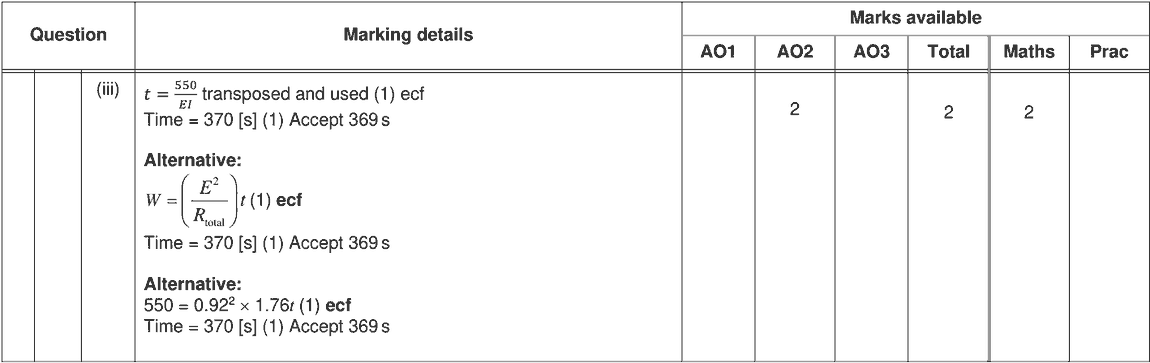 Question Marking details Marks available
AO1 AO2 AO3 Total Maths Prac
(iii) t = 550/EI transposed and used (1) ecf
Time = 370 [s] (1) Accept 369 s 2 2 2
Alternative:
W = (E²/R_total) t (1) ecf
Time = 370 [s] (1) Accept 369 s
Alternative:
550 = 0.92² × 1.76t (1) ecf
Time = 370 [s] (1) Accept 369 s